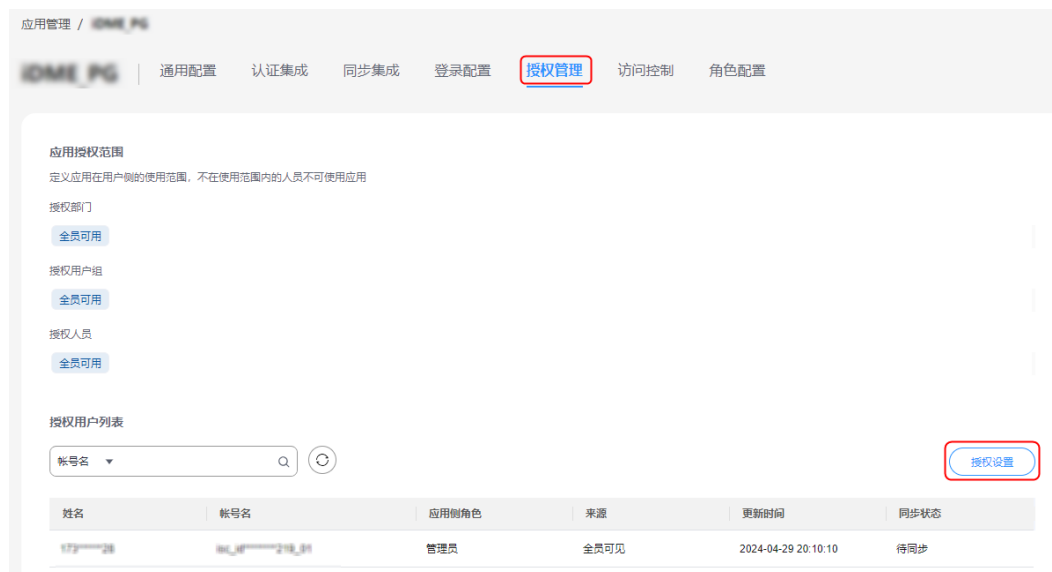 应用管理 /
通用配置 认证集成 同步集成 登录配置 授权管理 访问控制 角色配置
应用授权范围
定义应用在用户侧的使用范围，不在使用范围内的人员不可使用应用
授权部门
全员可用
授权用户组
全员可用
授权人员
全员可用
授权用户列表
帐号名
授权设置
姓名 帐号名 应用侧角色 来源 更新时间 同步状态
管理员 全员可见 2024-04-29 20:10:10 待同步